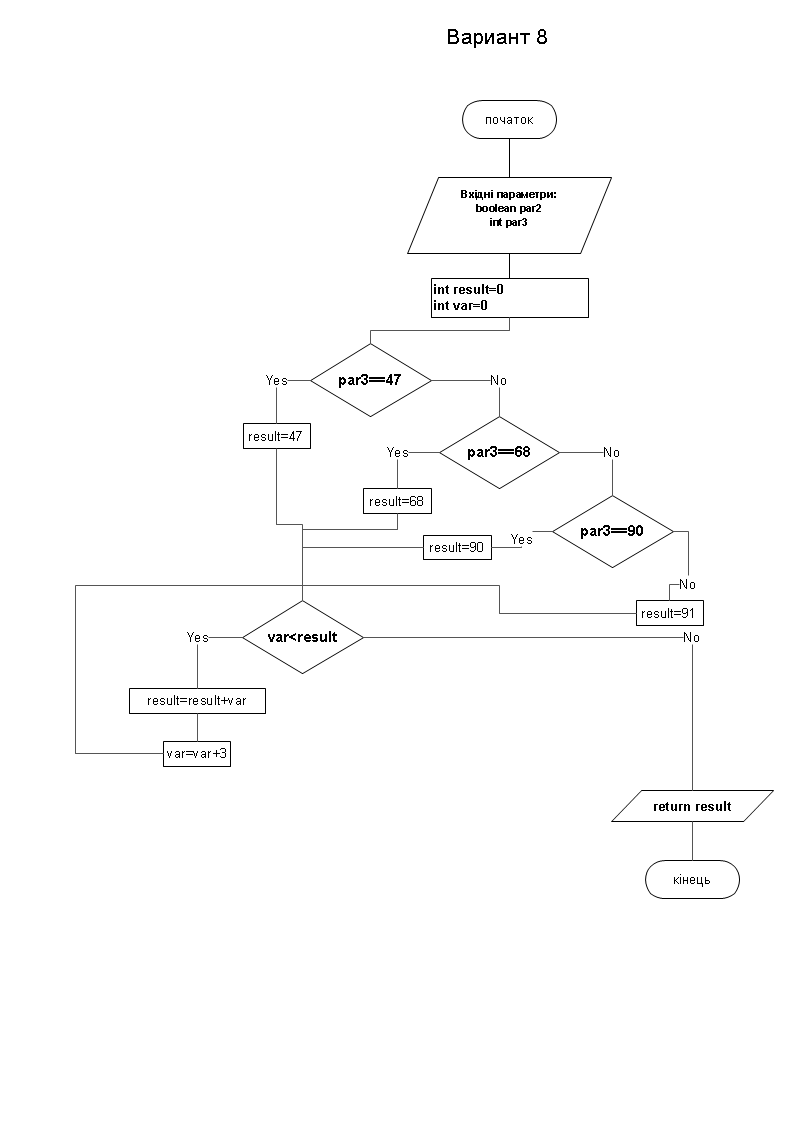 Вариант 8
початок
Вхідні параметри:
boolean par2
int par3
int result=0
int var=0
par3==47
Yes
No
result=47
par3==68
Yes
No
result=68
par3==90
Yes
No
result=90
result=91
var<result
Yes
No
result=result+var
var=var+3
return result
кінець